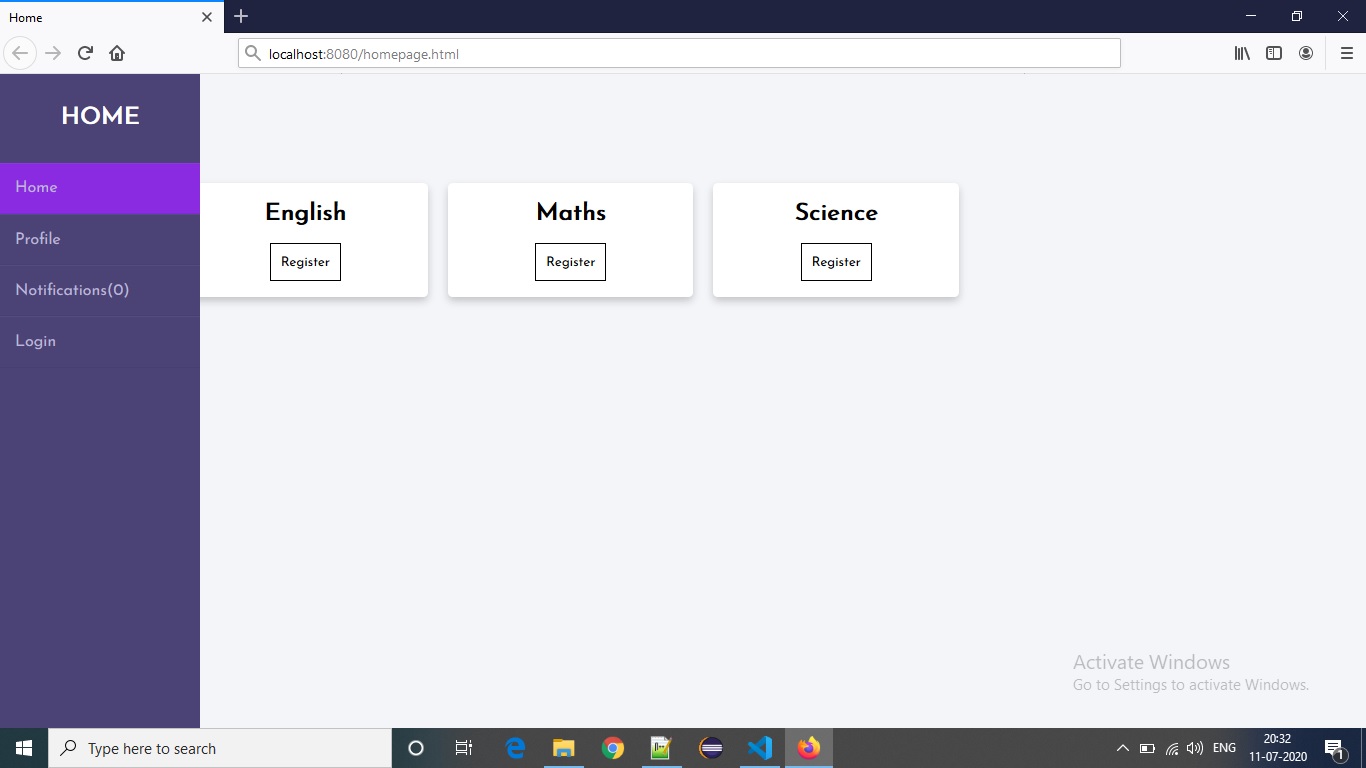 Home
localhost:8080/homepage.html
HOME
Home
Profile
Notifications(0)
Login
English
Register
Maths
Register
Science
Register
Activate Windows
Go to Settings to activate Windows.
Type here to search
ENG
20:32
11-07-2020
1